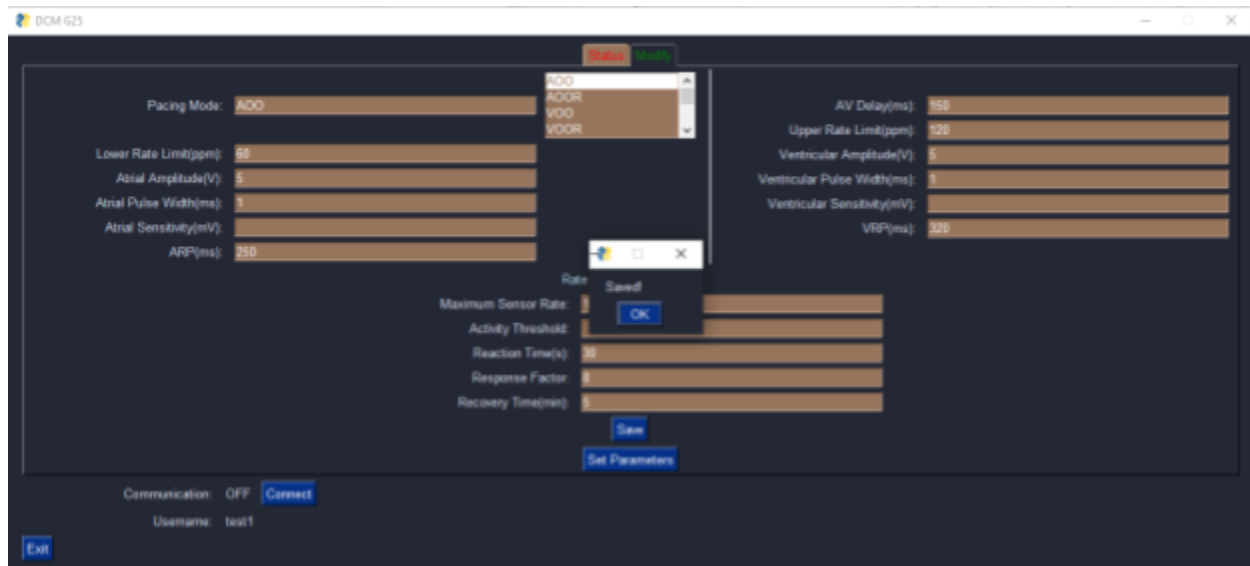 DCM G25
Status Modify
Pacing Mode: AOO
AOO
AOOR
VOO
VOOR
Lower Rate Limit(ppm): 60
Atrial Amplitude(V): 5
Atrial Pulse Width(ms): 1
Atrial Sensitivity(mV):
ARP(ms): 250
AV Delay(ms): 150
Upper Rate Limit(ppm): 120
Ventricular Amplitude(V): 5
Ventricular Pulse Width(ms): 1
Ventricular Sensitivity(mV):
VRP(ms): 320
Saved!
OK
Rate
Maximum Sensor Rate:
Activity Threshold:
Reaction Time(s): 30
Response Factor: 8
Recovery Time(min): 5
Save
Set Parameters
Communication: OFF Connect
Username: test1
Exit